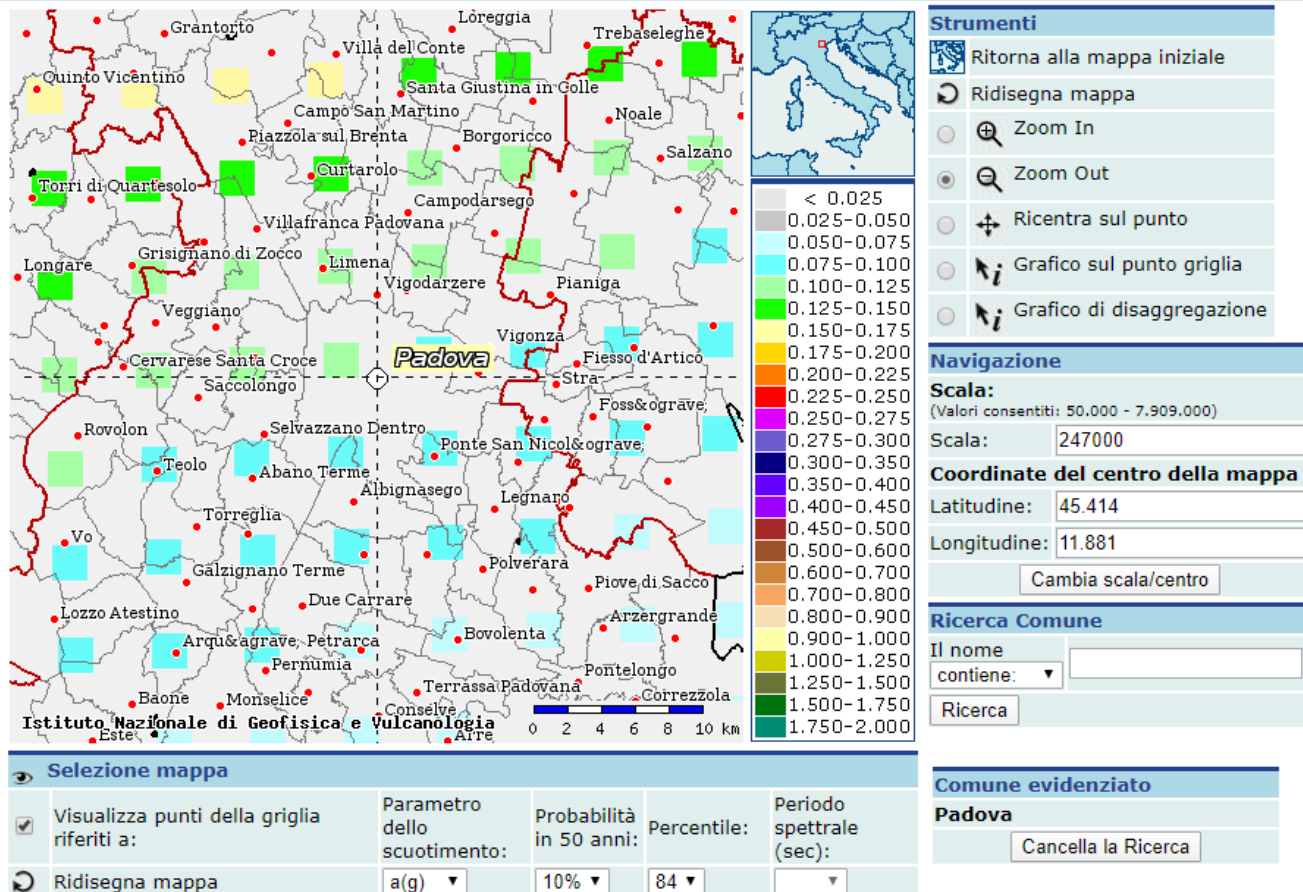 Grantorto
Loreggia
Trebaseleghe
Villa del Conte
Quinto Vicentino
Santa Giustina in Colle
Campo San Martino
Noale
Piazzola sul Brenta
Borgoricco
Salzano
Curtarolo
Torri di Quartesolo
Campodarsego
Villafranca Padovana
Grisignano di Zocco
Longare
Limena
Vigodarzere
Pianiga
Veggiano
Vigonza
Padova
Fiesso d'Artico
Cervarese Santa Croce
Stra
Saccolongo
Foss&ograve;
Rovolon
Selvazzano Dentro
Ponte San Nicol&ograve;
Teolo
Abano Terme
Albignasego
Legnaro
Torreglia
Vo
Polverara
Galzignano Terme
Piove di Sacco
Due Carrare
Lozzo Atestino
Arzergrande
Arqu&agrave; Petrarca
Bovolenta
Pernumia
Pontelongo
Terrassa Padovana
Correzzola
Baone
Monselice
Conselve
Istituto Nazionale di Geofisica e Vulcanologia
0 2 4 6 8 10 km
Este
Arre
< 0.025
0.025-0.050
0.050-0.075
0.075-0.100
0.100-0.125
0.125-0.150
0.150-0.175
0.175-0.200
0.200-0.225
0.225-0.250
0.250-0.275
0.275-0.300
0.300-0.350
0.350-0.400
0.400-0.450
0.450-0.500
0.500-0.600
0.600-0.700
0.700-0.800
0.800-0.900
0.900-1.000
1.000-1.250
1.250-1.500
1.500-1.750
1.750-2.000
Strumenti
Ritorna alla mappa iniziale
Ridisegna mappa
Zoom In
Zoom Out
Ricentra sul punto
Grafico sul punto griglia
Grafico di disaggregazione
Navigazione
Scala:
(Valori consentiti: 50.000 - 7.909.000)
Scala: 247000
Coordinate del centro della mappa
Latitudine: 45.414
Longitudine: 11.881
Cambia scala/centro
Ricerca Comune
Il nome
contiene:
Ricerca
Selezione mappa
Visualizza punti della griglia
riferiti a:
Parametro
dello
scuotimento:
Probabilità
in 50 anni:
Percentile:
Periodo
spettrale
(sec):
Ridisegna mappa
a(g)
10%
84
Comune evidenziato
Padova
Cancella la Ricerca